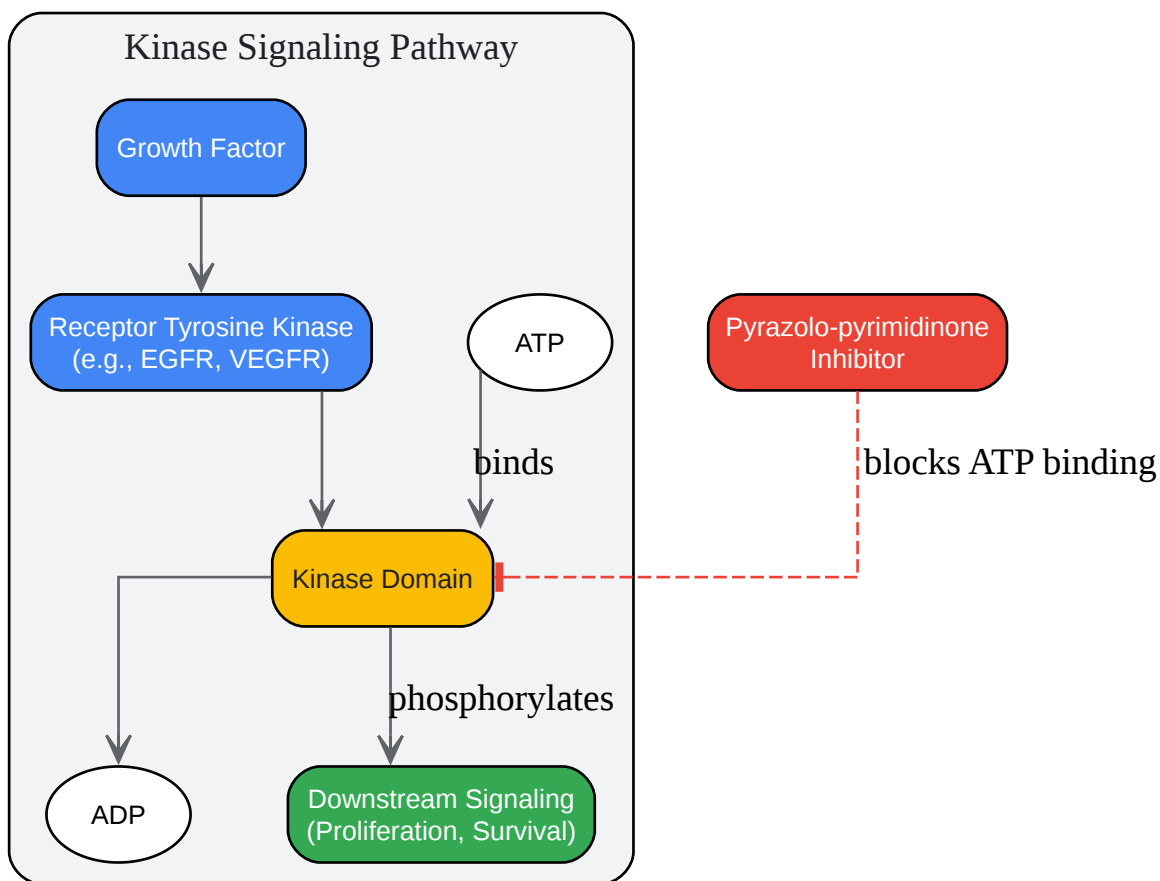 Kinase Signaling Pathway
Growth Factor
Receptor Tyrosine Kinase
(e.g., EGFR, VEGFR)
ATP
Pyrazolo-pyrimidinone
Inhibitor
binds
blocks ATP binding
Kinase Domain
phosphorylates
ADP
Downstream Signaling
(Proliferation, Survival)